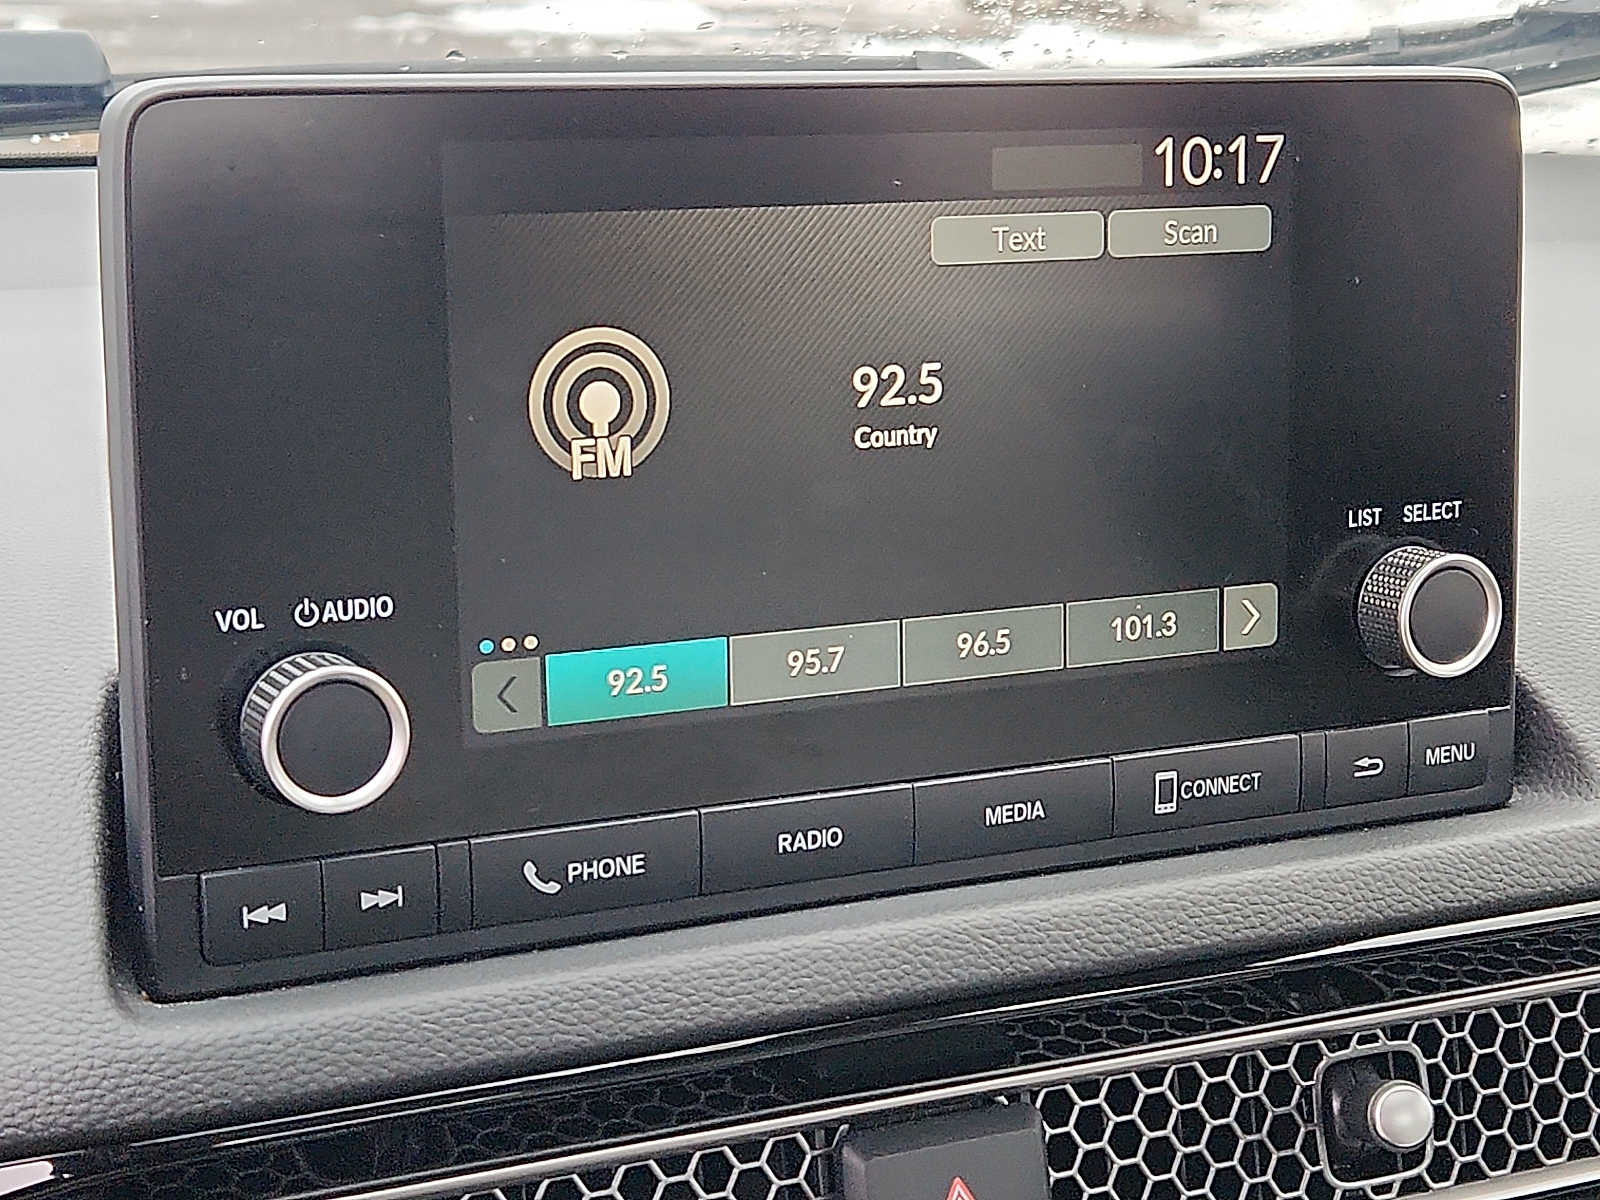 10:17
Text Scan
FM
92.5
Country
LIST SELECT
VOL AUDIO
92.5 95.7 96.5 101.3
PHONE RADIO MEDIA CONNECT MENU